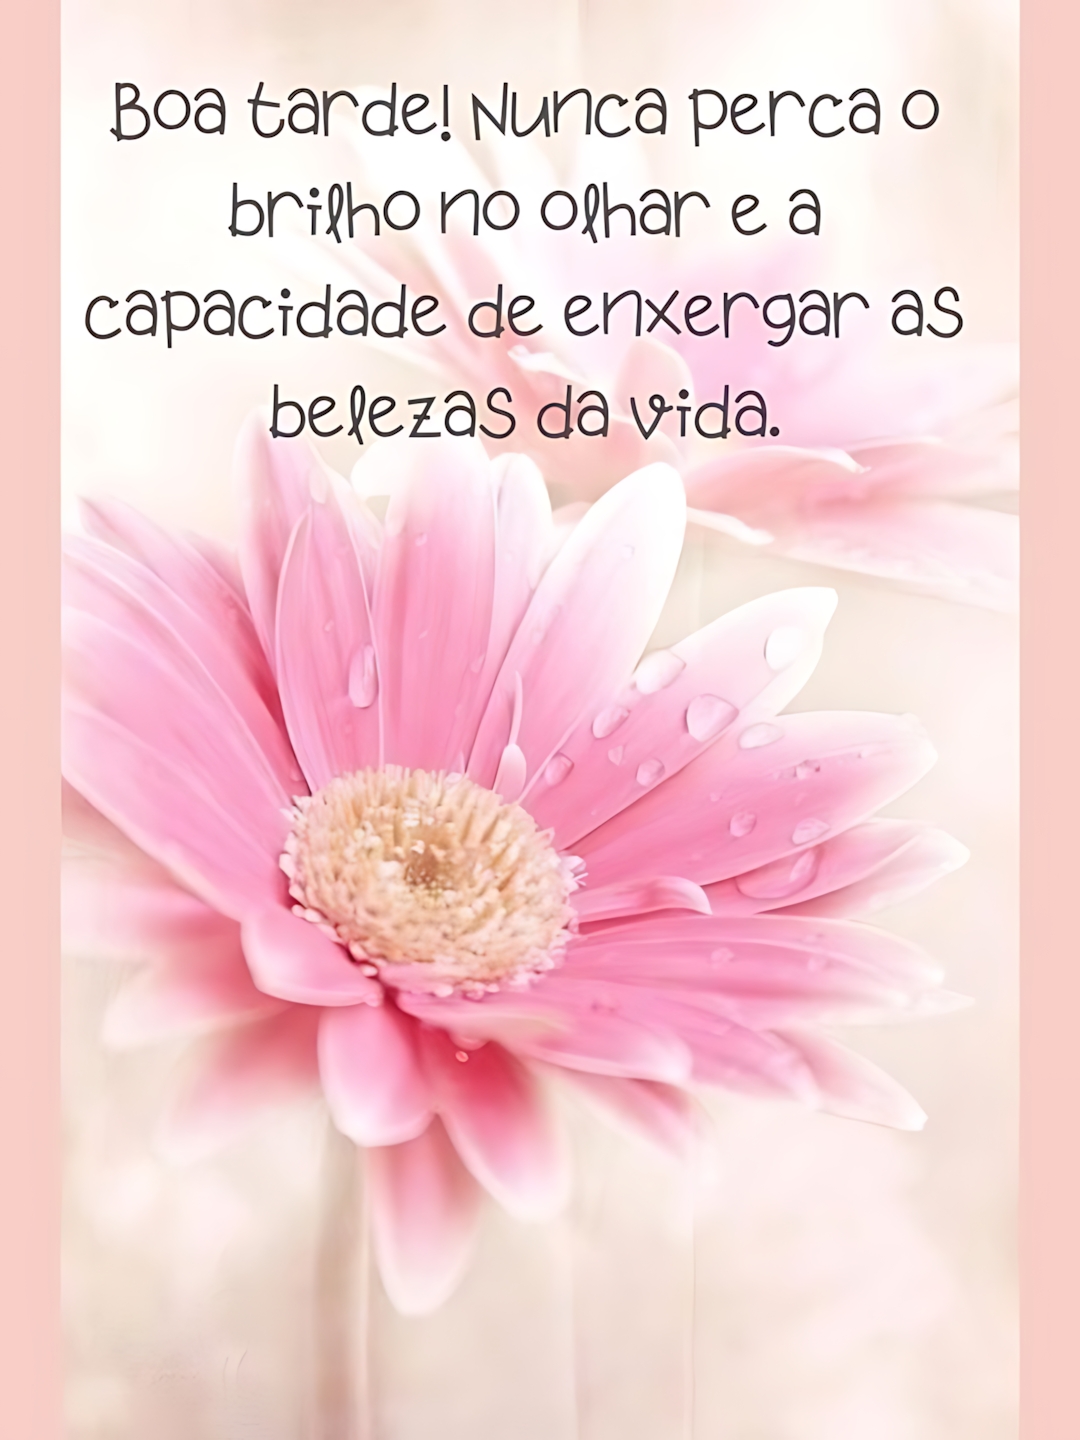 Boa tarde! Nunca perca o
brilho no olhar e a
capacidade de enxergar as
belezas da vida.